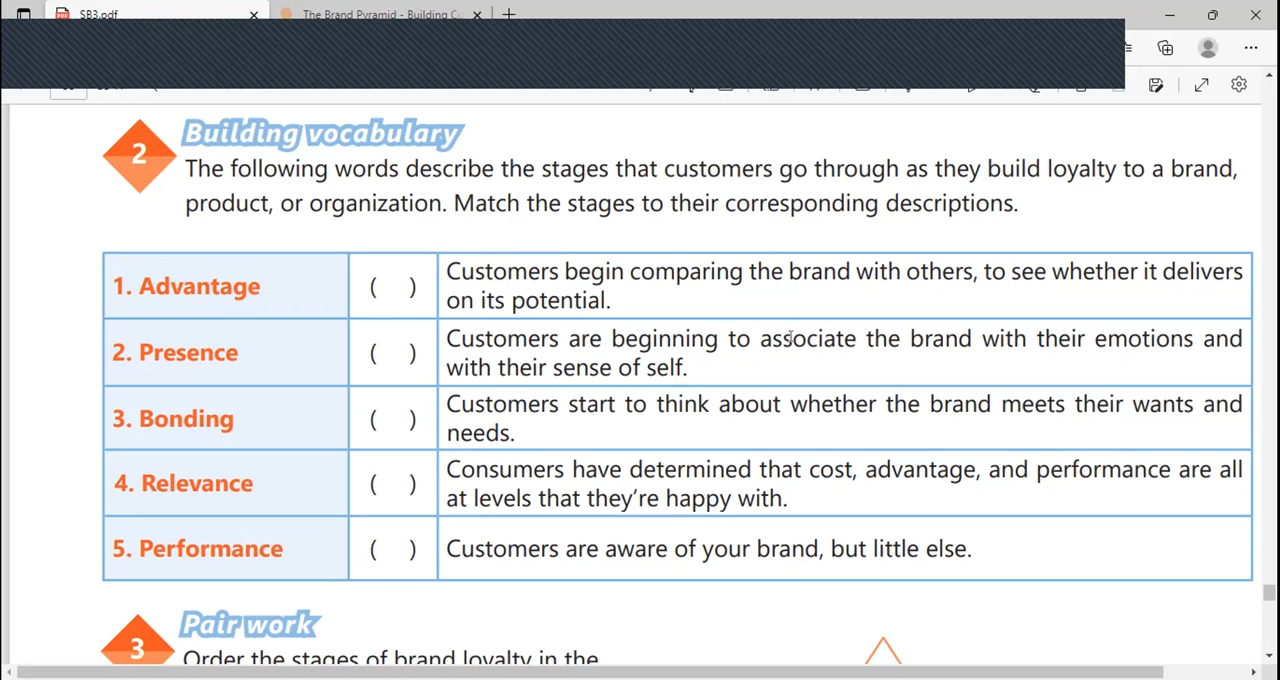 SB3.pdf
The Brand Pyramid - Building Cu
2
Building vocabulary
The following words describe the stages that customers go through as they build loyalty to a brand,
product, or organization. Match the stages to their corresponding descriptions.
1. Advantage ( ) Customers begin comparing the brand with others, to see whether it delivers
on its potential.
2. Presence ( ) Customers are beginning to associate the brand with their emotions and
with their sense of self.
3. Bonding ( ) Customers start to think about whether the brand meets their wants and
needs.
4. Relevance ( ) Consumers have determined that cost, advantage, and performance are all
at levels that they're happy with.
5. Performance ( ) Customers are aware of your brand, but little else.
3
Pair work
Order the stages of brand loyalty in the